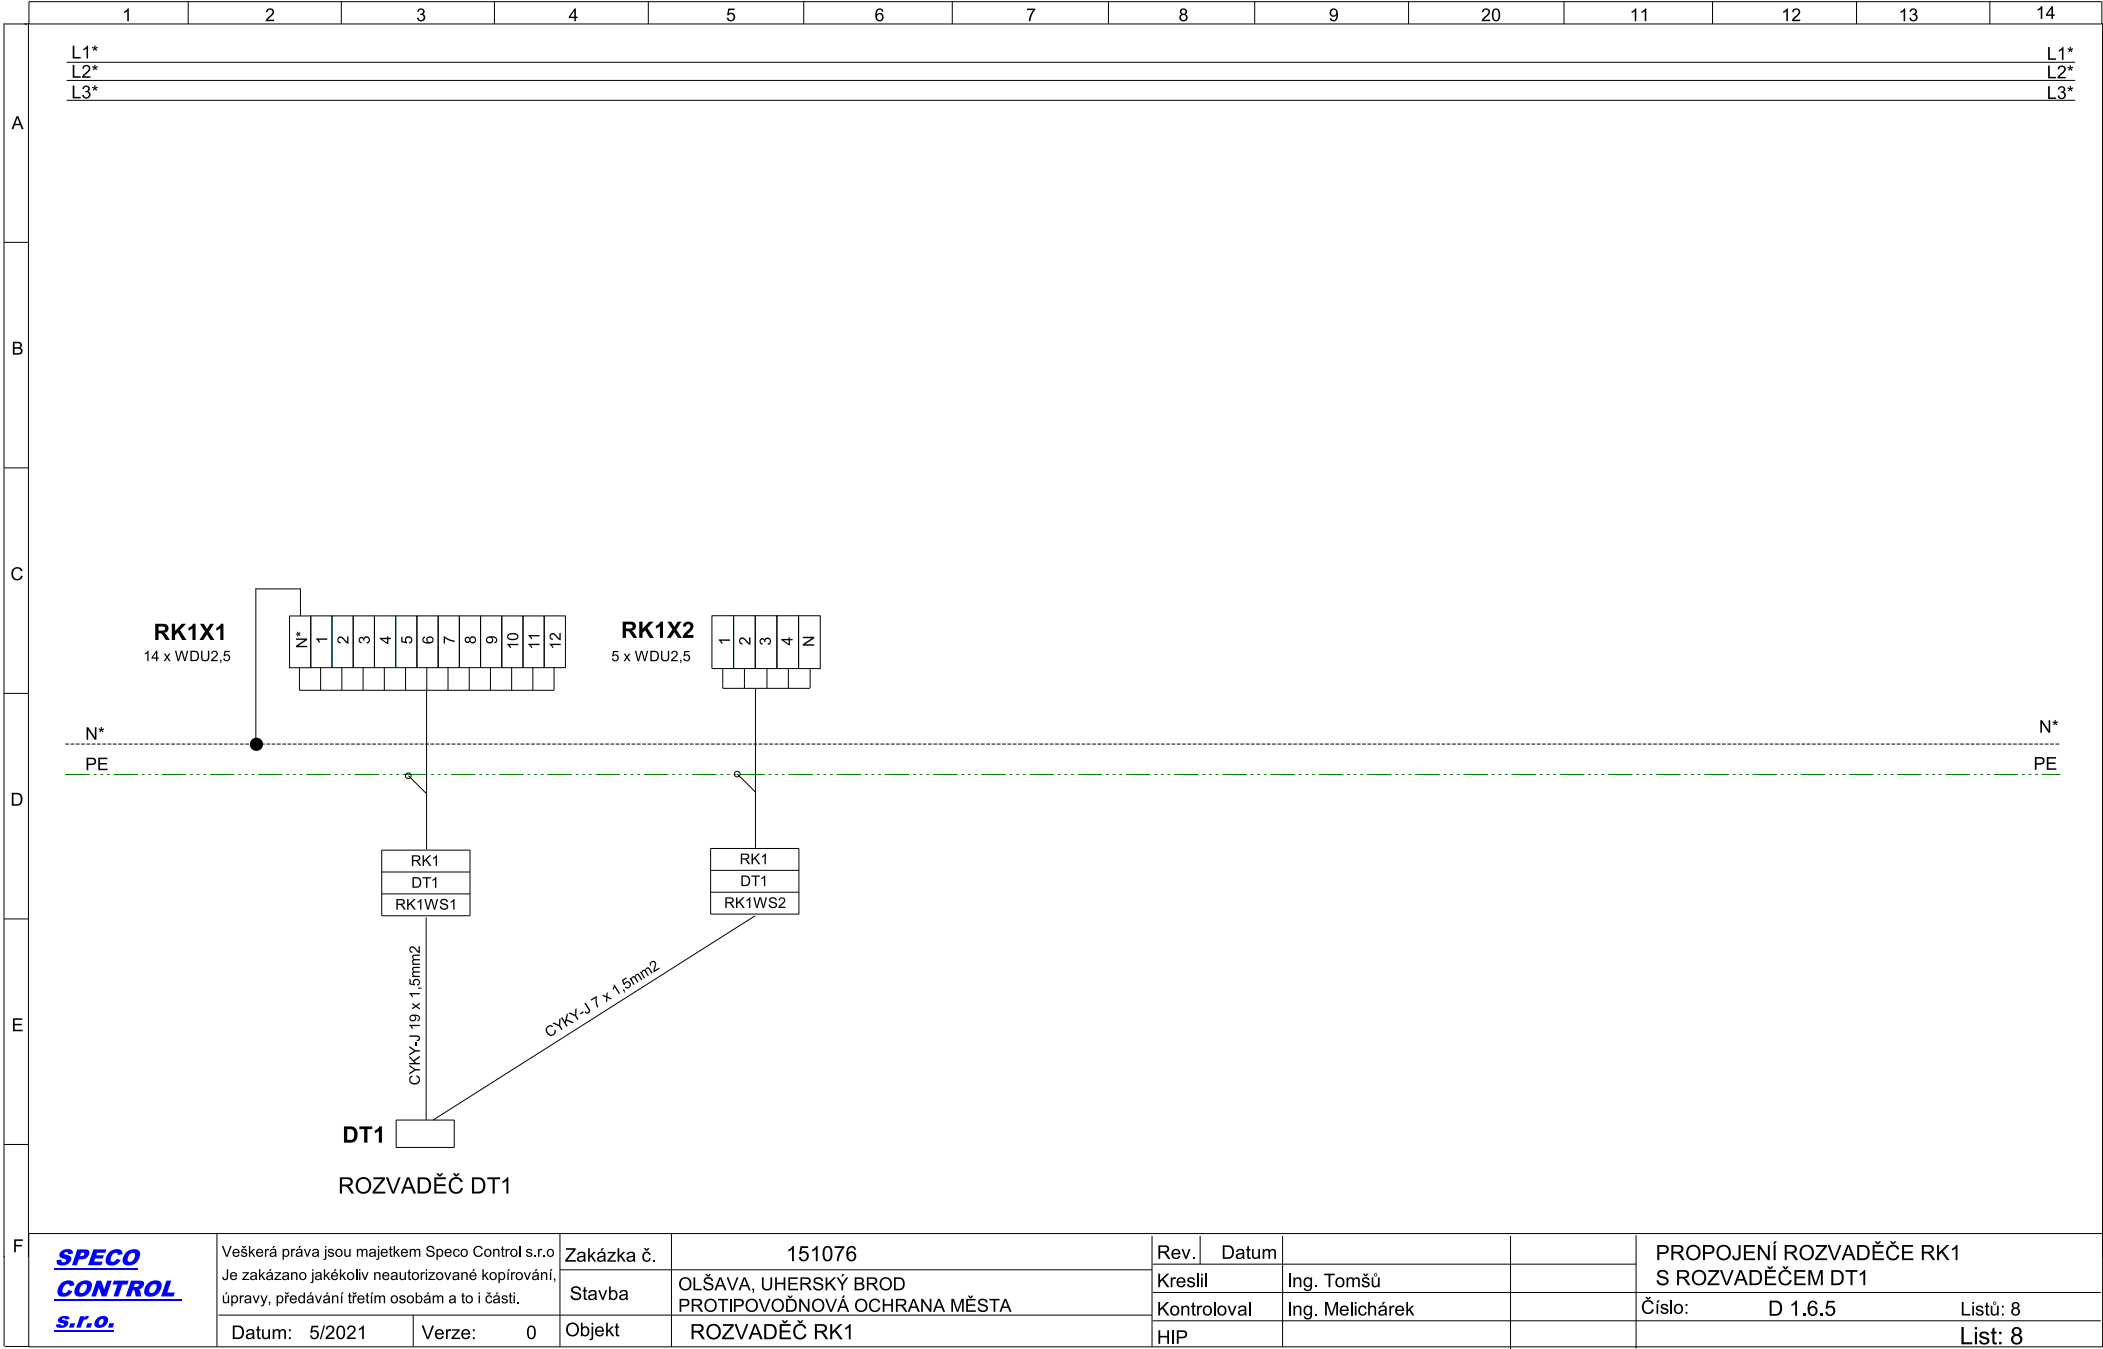 1 2 3 4 5 6 7 8 9 20 11 12 13 14
L1* L1*
L2* L2*
L3* L3*
A
B
C
RK1X1
14 x WDU2,5
N* 1 2 3 4 5 6 7 8 9 10 11 12
RK1X2
5 x WDU2,5
1 2 3 4 N
N* N*
PE PE
D
RK1
DT1
RK1WS1
RK1
DT1
RK1WS2
CYKY-J 19 x 1,5mm2
CYKY-J 7 x 1,5mm2
E
DT1
ROZVADĚČ DT1
F
SPECO
CONTROL
s.r.o.
Veškerá práva jsou majetkem Speco Control s.r.o
Je zakázano jakékoliv neautorizované kopírování,
úpravy, předávání třetím osobám a to i části.
Datum: 5/2021 Verze: 0
Zakázka č. 151076
Stavba OLŠAVA, UHERSKÝ BROD
PROTIPOVOĎNOVÁ OCHRANA MĚSTA
Objekt ROZVADĚČ RK1
Rev. Datum
Kreslil Ing. Tomšů
Kontroloval Ing. Melichárek
HIP
PROPOJENÍ ROZVADĚČE RK1
S ROZVADĚČEM DT1
Číslo: D 1.6.5 Listů: 8
List: 8